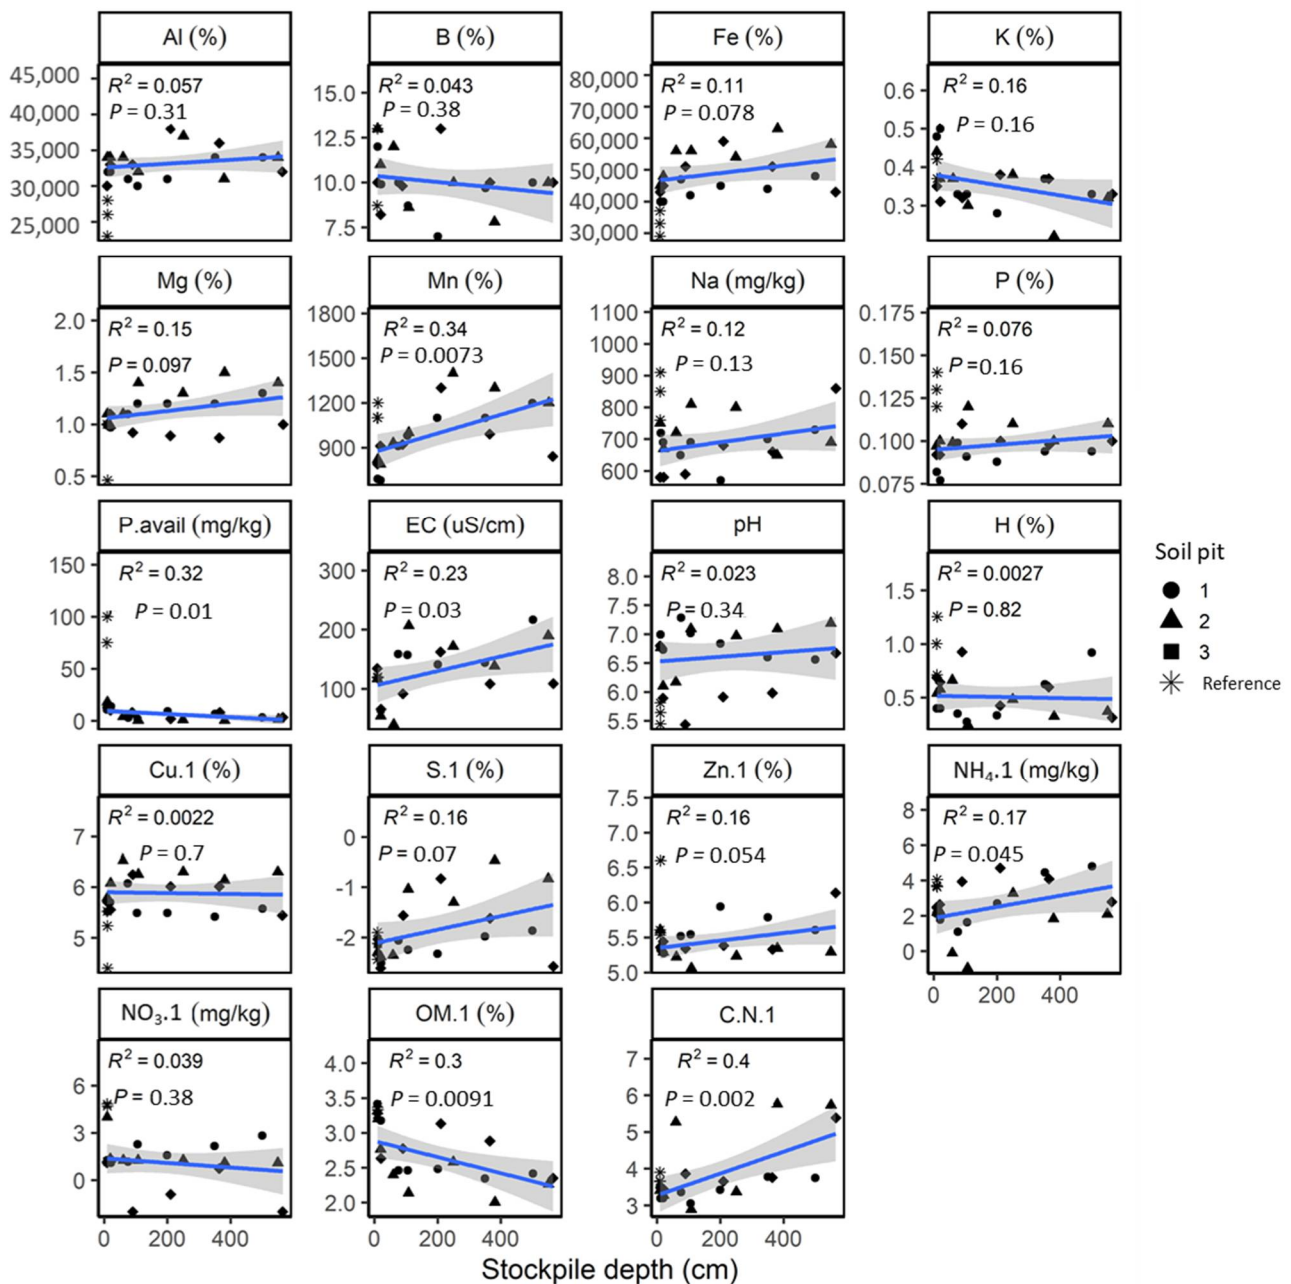 Al (%) B (%) Fe (%) K (%)
45,000
40,000
35,000
30,000
25,000
R² = 0.057
P = 0.31
15.0
12.5
10.0
7.5
R² = 0.043
P = 0.38
80,000
70,000
60,000
50,000
40,000
30,000
R² = 0.11
P = 0.078
0.6
0.5
0.4
0.3
R² = 0.16
P = 0.16
Mg (%) Mn (%) Na (mg/kg) P (%)
2.0
1.5
1.0
0.5
R² = 0.15
P = 0.097
1800
1500
1200
900
R² = 0.34
P = 0.0073
1100
1000
900
800
700
600
R² = 0.12
P = 0.13
0.175
0.150
0.125
0.100
0.075
R² = 0.076
P =0.16
P.avail (mg/kg) EC (uS/cm) pH H (%)
150
100
50
0
R² = 0.32
P = 0.01
300
200
100
R² = 0.23
P = 0.03
8.0
7.5
7.0
6.5
6.0
5.5
R² = 0.023
P = 0.34
1.5
1.0
0.5
R² = 0.0027
P = 0.82
Soil pit
1
2
3
Reference
Cu.1 (%) S.1 (%) Zn.1 (%) NH₄.1 (mg/kg)
7
6
5
R² = 0.0022
P = 0.7
0
-1
-2
R² = 0.16
P = 0.07
7.5
7.0
6.5
6.0
5.5
5.0
R² = 0.16
P = 0.054
8
6
4
2
0
R² = 0.17
P = 0.045
0 200 400
NO₃.1 (mg/kg) OM.1 (%) C.N.1
6
3
0
R² = 0.039
P = 0.38
0 200 400
4.0
3.5
3.0
2.5
2.0
R² = 0.3
P = 0.0091
0 200 400
7
6
5
4
3
R² = 0.4
P = 0.002
0 200 400
Stockpile depth (cm)